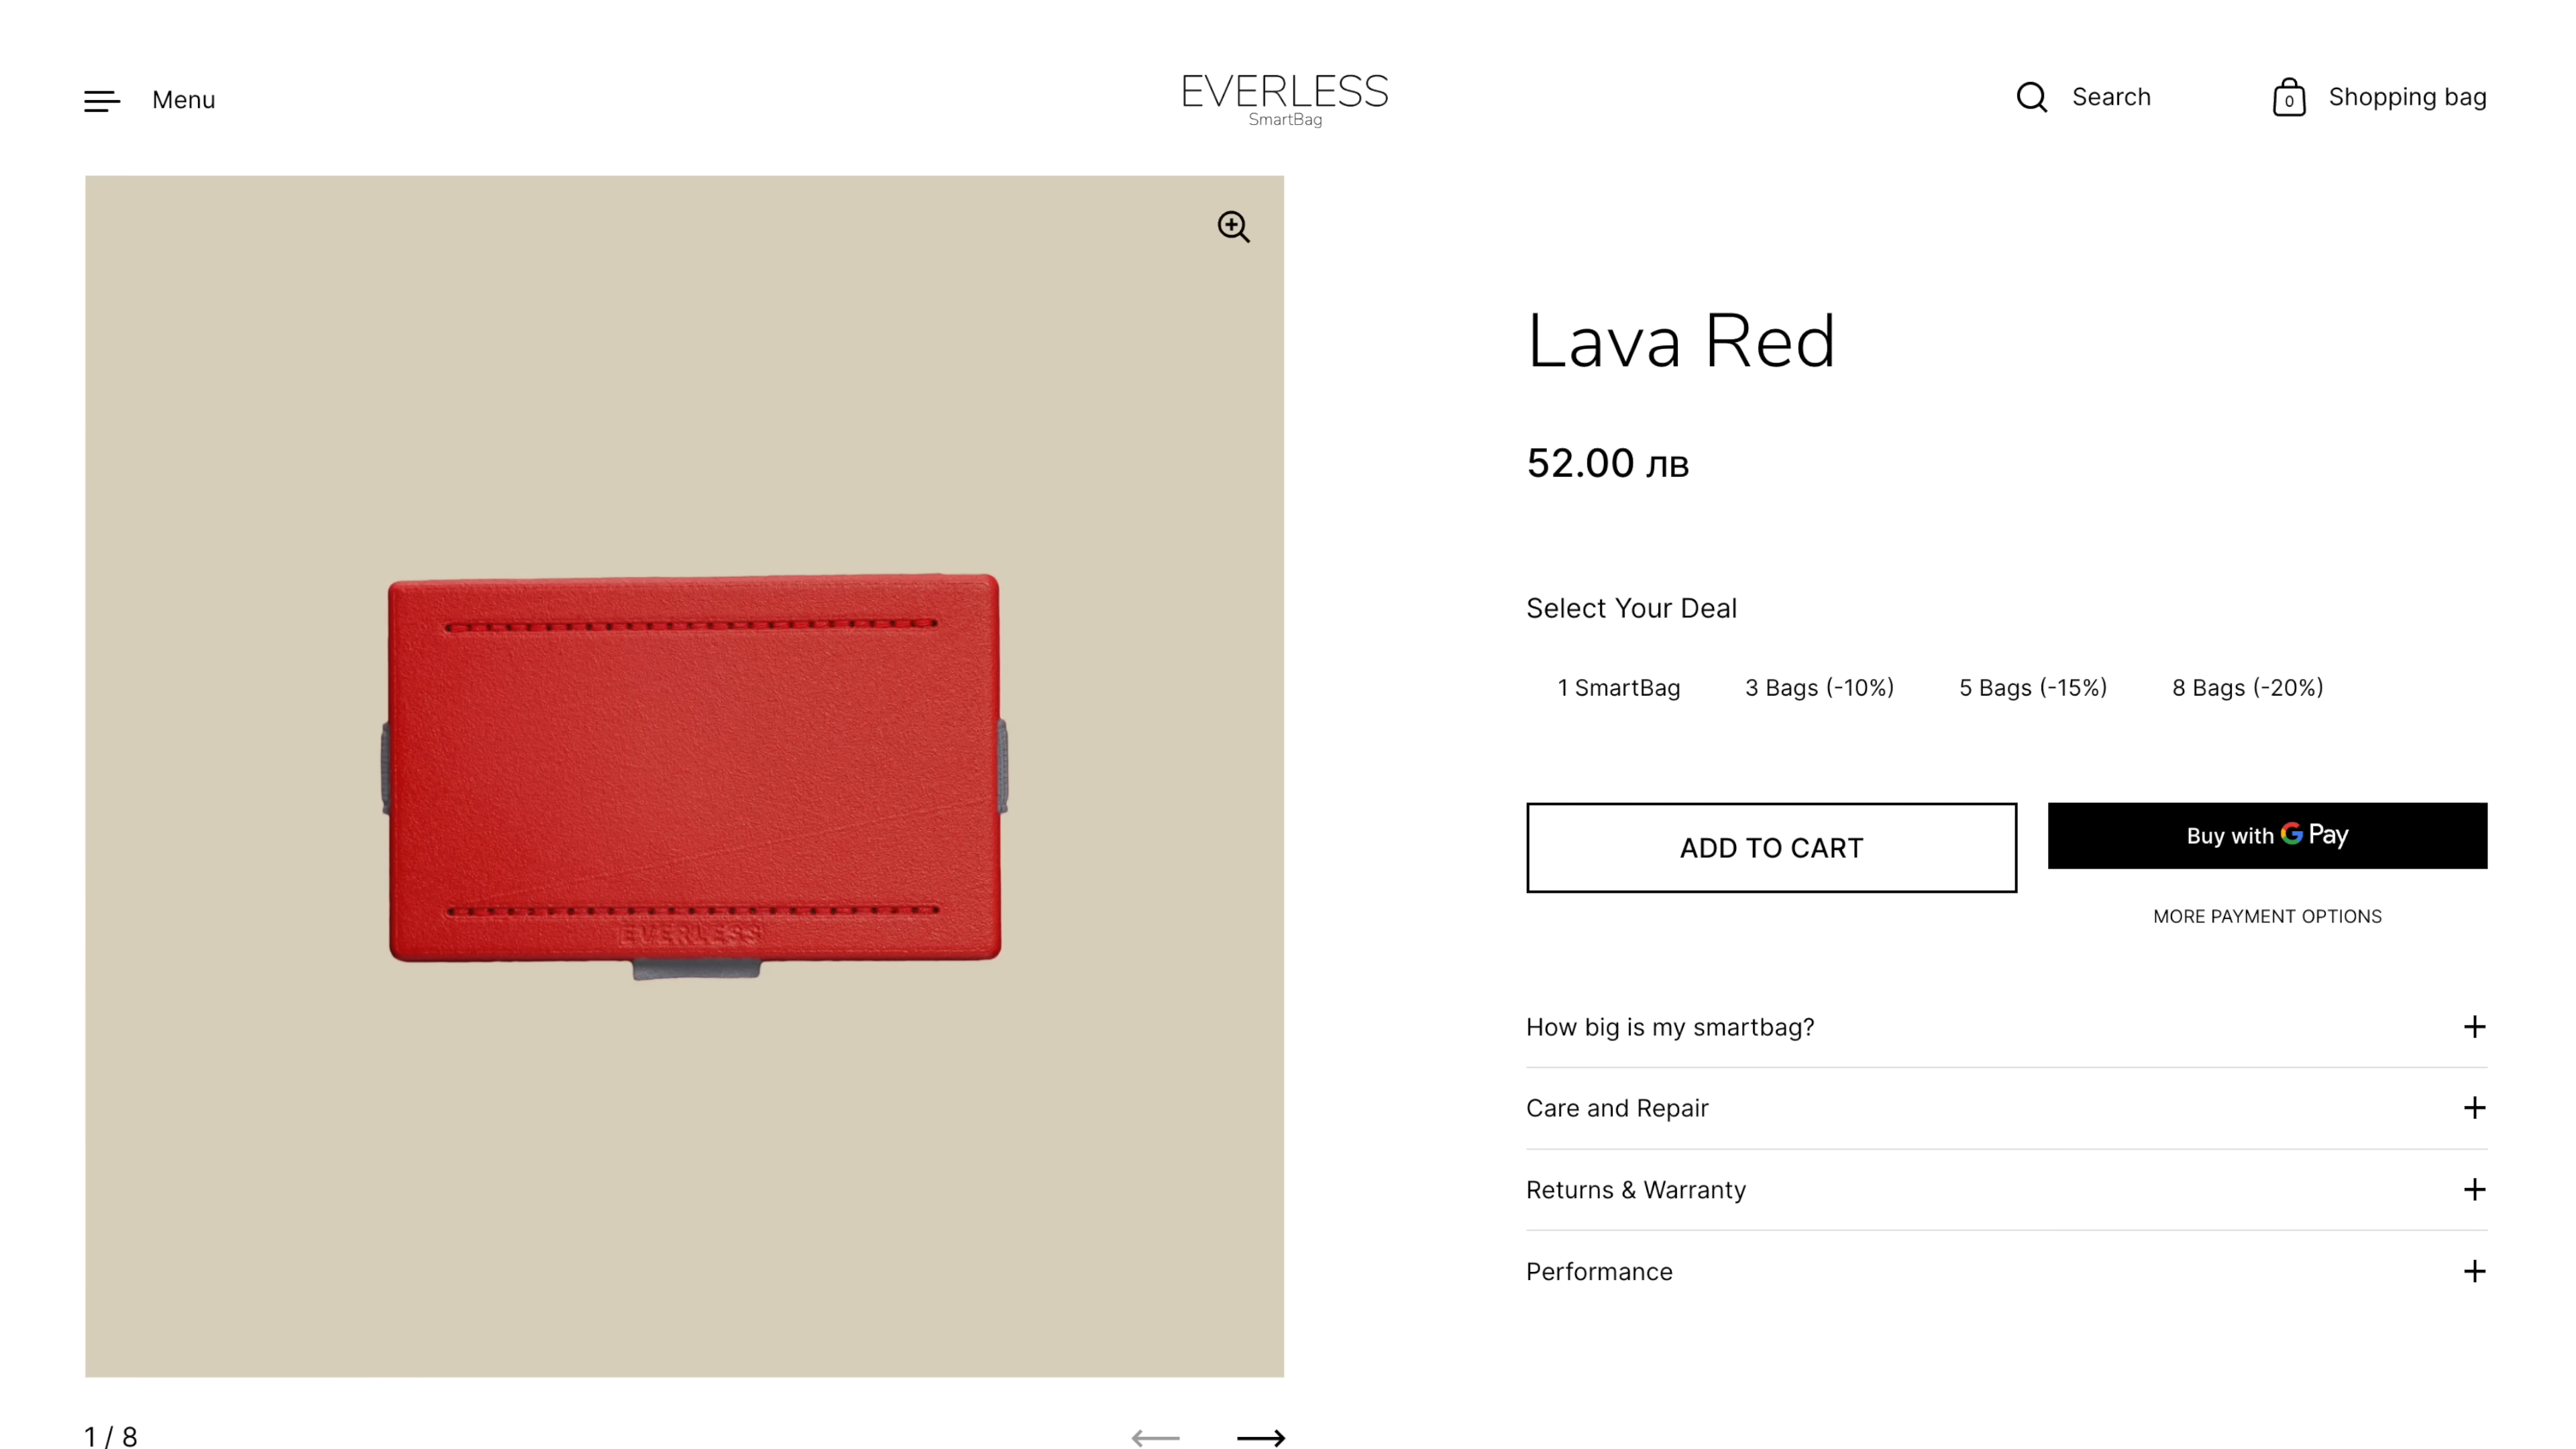 Menu
EVERLESS
SmartBag
Search
0
Shopping bag
Lava Red
52.00 лв
Select Your Deal
1 SmartBag
3 Bags (-10%)
5 Bags (-15%)
8 Bags (-20%)
ADD TO CART
Buy with G Pay
MORE PAYMENT OPTIONS
How big is my smartbag?
Care and Repair
Returns & Warranty
Performance
EVERLESS
1 / 8